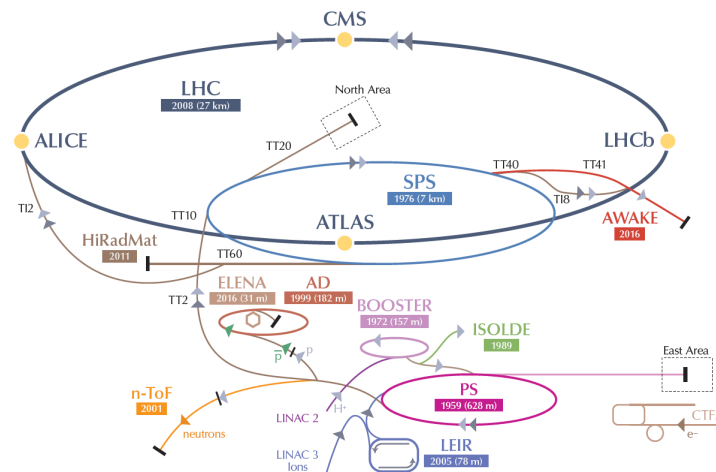 CMS
LHC
2008 (27 km)
North Area
ALICE
TT20
LHCb
TT40
TT41
SPS
1976 (7 km)
TI8
TT10
TI2
ATLAS
AWAKE
2016
HiRadMat
2011
TT60
ELENA
2016 (31 m)
AD
1999 (182 m)
TT2
BOOSTER
1972 (157 m)
ISOLDE
1989
p
p
East Area
n-ToF
2001
PS
1959 (628 m)
LINAC 2
H+
neutrons
CTF
e–
LINAC 3
Ions
LEIR
2005 (78 m)